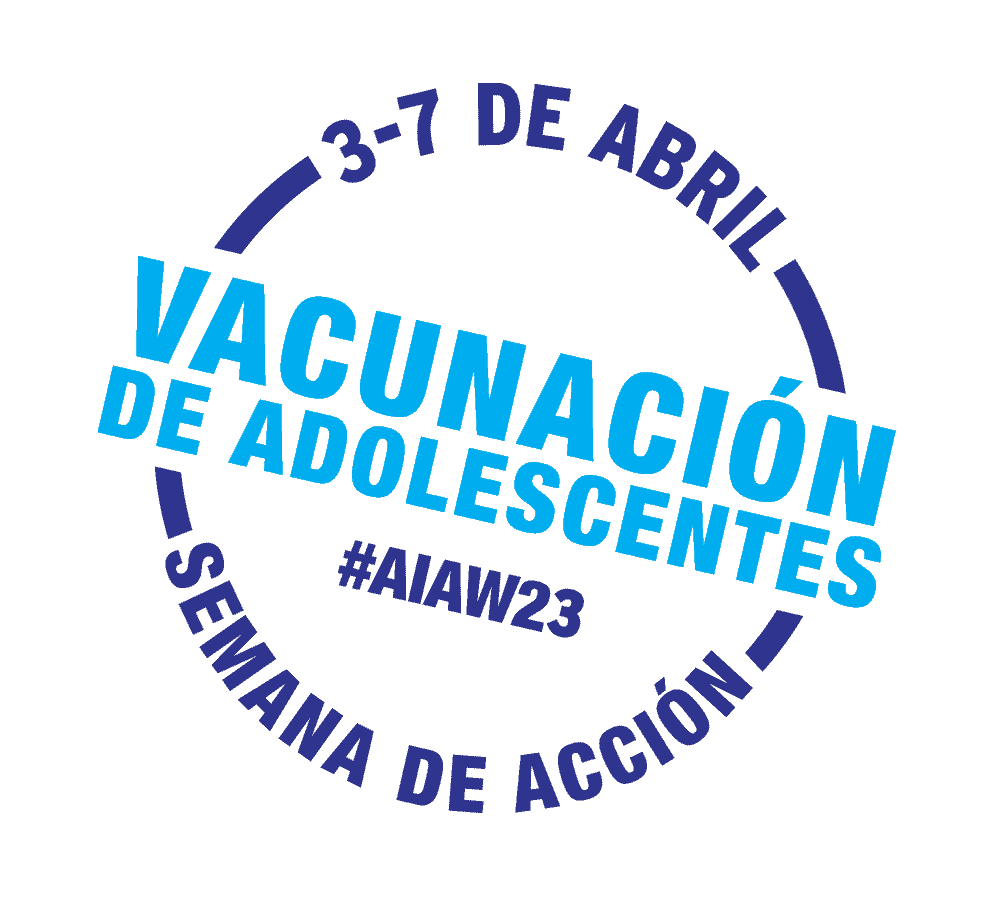 3-7 DE ABRIL
VACUNACIÓN
DE ADOLESCENTES
#AIAW23
SEMANA DE ACCIÓN